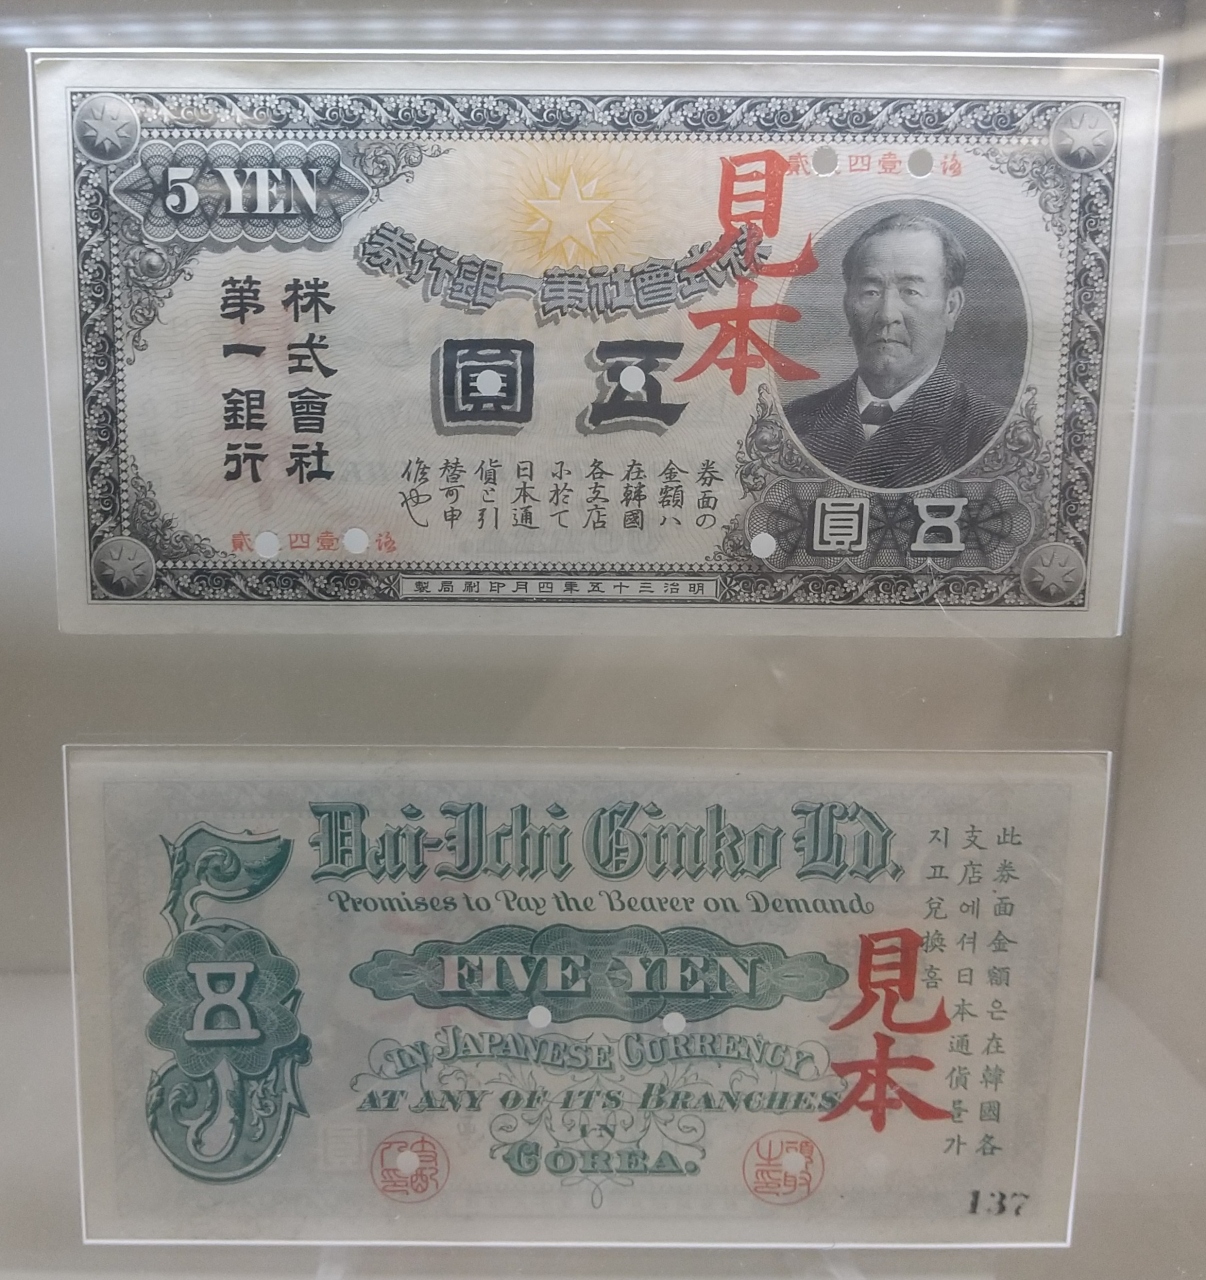 5 YEN
見本
株式會社第一銀行
五圓
株式會社
第一銀行
券面の
金額ハ
在韓國
各支店
に於て
日本通
貨と引
替可申
候也
五圓
明治三十五年四月印刷局製
Dai-Ichi Ginko L'd.
Promises to Pay the Bearer on Demand
FIVE YEN
IN JAPANESE CURRENCY
AT ANY OF ITS BRANCHES
IN
COREA.
五
5
見本
此券面金額은在韓國各
支店에셔日本通貨를가
지고兌換홈
137